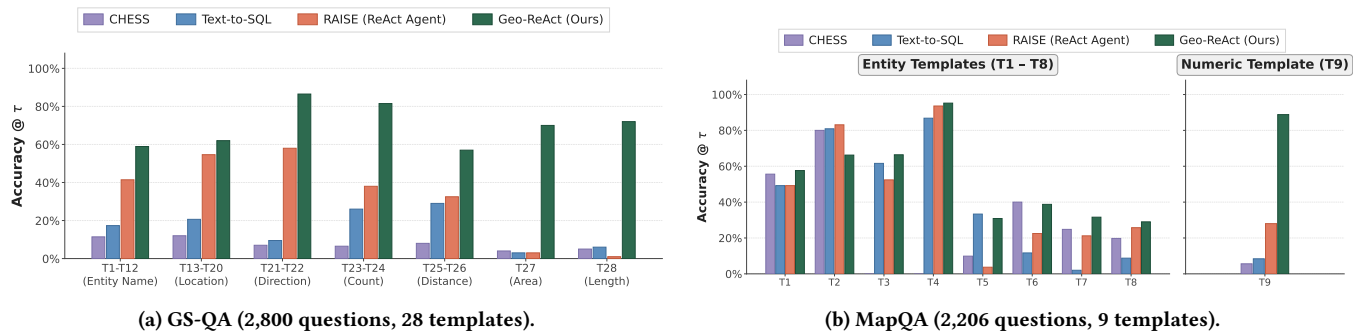 CHESS Text-to-SQL RAISE (ReAct Agent) Geo-ReAct (Ours)
Accuracy @ τ
100%
80%
60%
40%
20%
0%
T1-T12 T13-T20 T21-T22 T23-T24 T25-T26 T27 T28
(Entity Name) (Location) (Direction) (Count) (Distance) (Area) (Length)
(a) GS-QA (2,800 questions, 28 templates).
CHESS Text-to-SQL RAISE (ReAct Agent) Geo-ReAct (Ours)
Entity Templates (T1 – T8) Numeric Template (T9)
Accuracy @ τ
100%
80%
60%
40%
20%
0%
T1 T2 T3 T4 T5 T6 T7 T8 T9
(b) MapQA (2,206 questions, 9 templates).